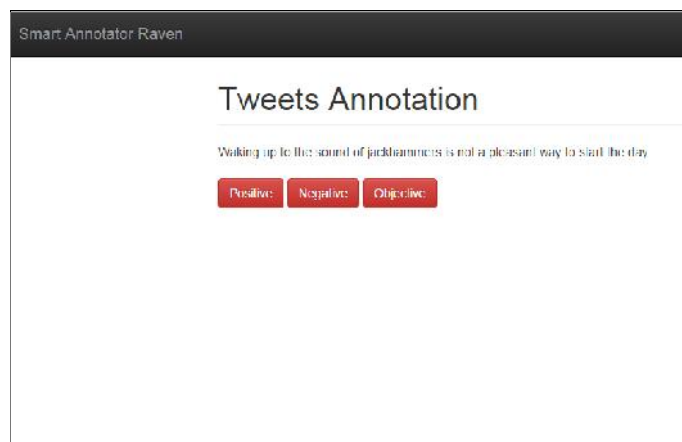 Smart Annotator Raven
Tweets Annotation
Waking up to the sound of jackhammers is not a pleasant way to start the day
Positive Negative Objective